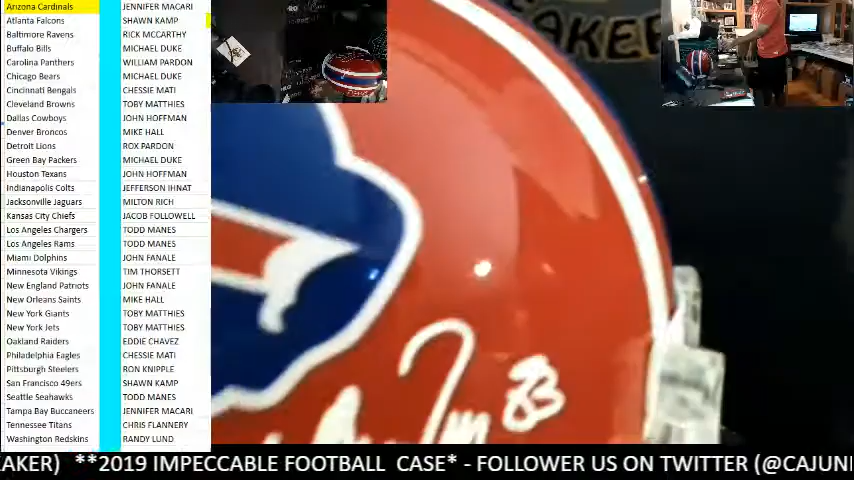 Arizona Cardinals JENNIFER MACARI
Atlanta Falcons SHAWN KAMP
Baltimore Ravens RICK MCCARTHY
Buffalo Bills MICHAEL DUKE
Carolina Panthers WILLIAM PARDON
Chicago Bears MICHAEL DUKE
Cincinnati Bengals CHESSIE MATI
Cleveland Browns TOBY MATTHIES
Dallas Cowboys JOHN HOFFMAN
Denver Broncos MIKE HALL
Detroit Lions ROX PARDON
Green Bay Packers MICHAEL DUKE
Houston Texans JOHN HOFFMAN
Indianapolis Colts JEFFERSON IHNAT
Jacksonville Jaguars MILTON RICH
Kansas City Chiefs JACOB FOLLOWELL
Los Angeles Chargers TODD MANES
Los Angeles Rams TODD MANES
Miami Dolphins JOHN FANALE
Minnesota Vikings TIM THORSETT
New England Patriots JOHN FANALE
New Orleans Saints MIKE HALL
New York Giants TOBY MATTHIES
New York Jets TOBY MATTHIES
Oakland Raiders EDDIE CHAVEZ
Philadelphia Eagles CHESSIE MATI
Pittsburgh Steelers RON KNIPPLE
San Francisco 49ers SHAWN KAMP
Seattle Seahawks TODD MANES
Tampa Bay Buccaneers JENNIFER MACARI
Tennessee Titans CHRIS FLANNERY
Washington Redskins RANDY LUND
AKE
83
AKER) **2019 IMPECCABLE FOOTBALL CASE* - FOLLOWER US ON TWITTER (@CAJUN